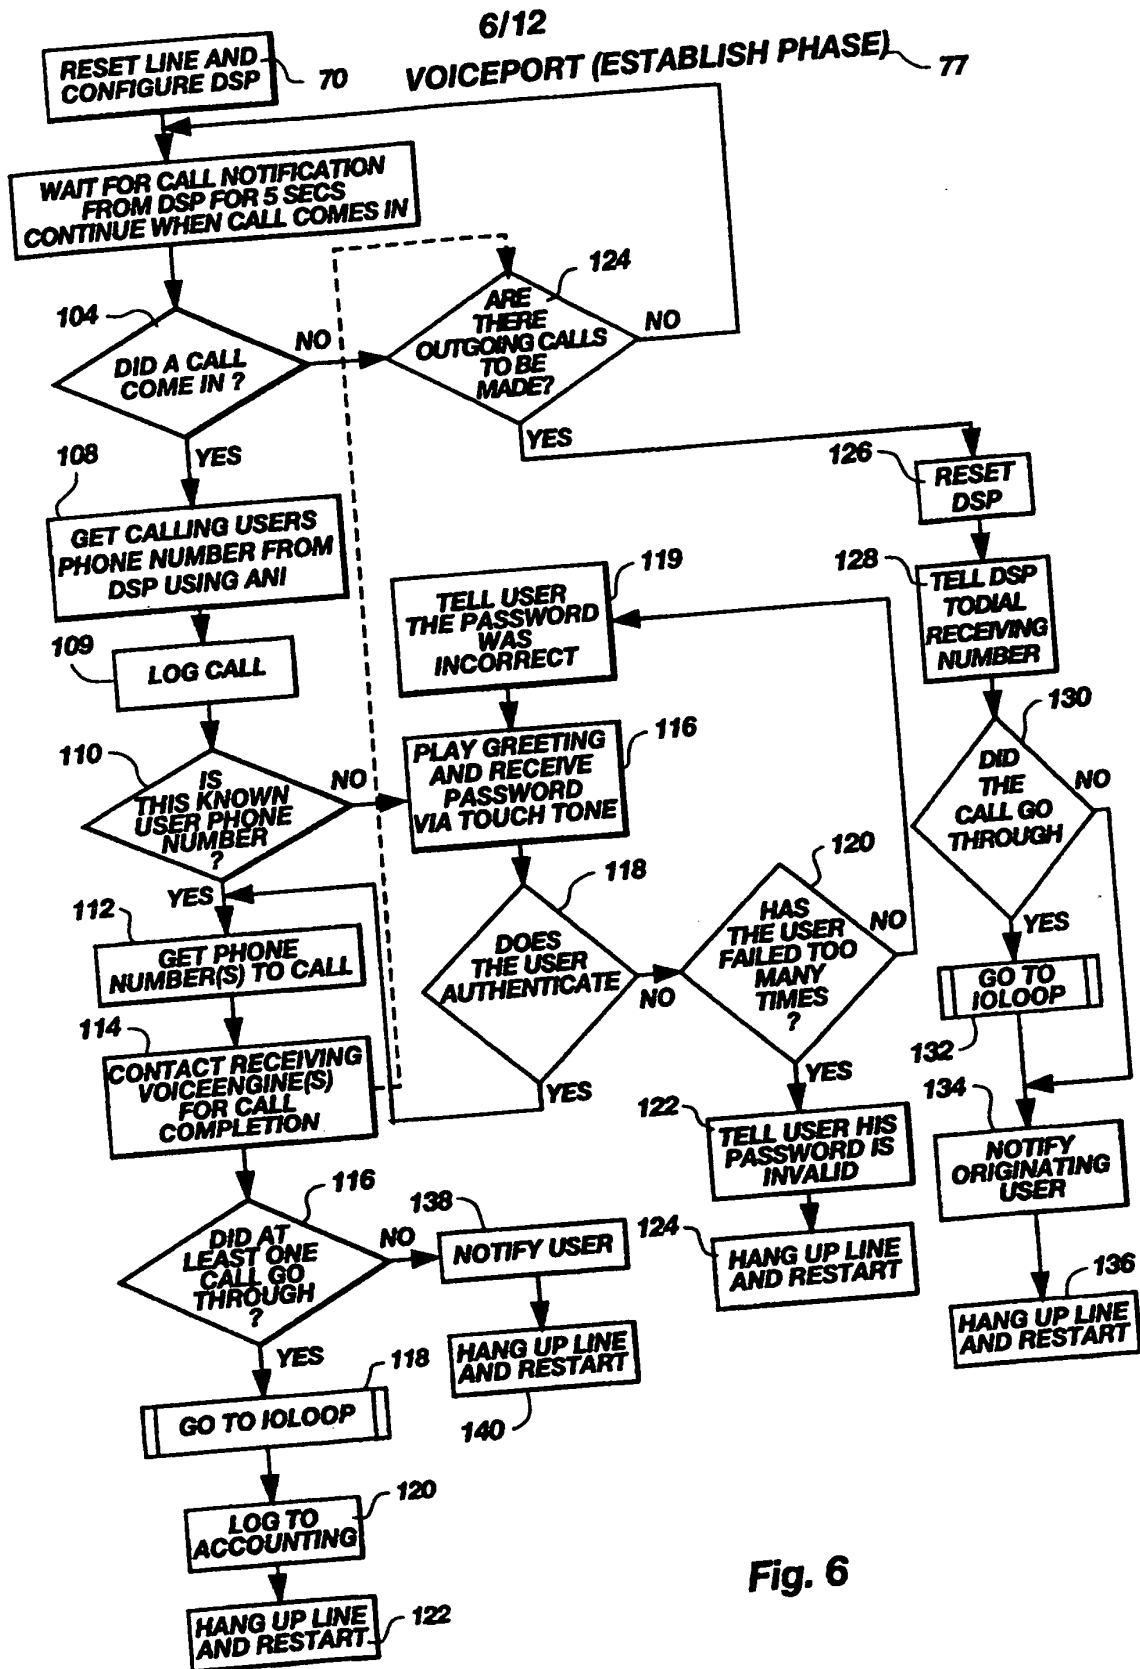 6/12
VOICEPORT (ESTABLISH PHASE)
77
RESET LINE AND
CONFIGURE DSP
70
WAIT FOR CALL NOTIFICATION
FROM DSP FOR 5 SECS
CONTINUE WHEN CALL COMES IN
104
DID A CALL
COME IN ?
NO
YES
124
ARE
THERE
OUTGOING CALLS
TO BE
MADE?
NO
YES
108
GET CALLING USERS
PHONE NUMBER FROM
DSP USING ANI
109
LOG CALL
110
IS
THIS KNOWN
USER PHONE
NUMBER
?
NO
YES
112
GET PHONE
NUMBER(S) TO CALL
114
CONTACT RECEIVING
VOICEENGINE(S)
FOR CALL
COMPLETION
116
DID AT
LEAST ONE
CALL GO
THROUGH
?
NO
YES
118
GO TO IOLOOP
120
LOG TO
ACCOUNTING
HANG UP LINE
AND RESTART
122
138
NOTIFY USER
HANG UP LINE
AND RESTART
140
119
TELL USER
THE PASSWORD
WAS
INCORRECT
116
PLAY GREETING
AND RECEIVE
PASSWORD
VIA TOUCH TONE
118
DOES
THE USER
AUTHENTICATE
NO
YES
120
HAS
THE USER
FAILED TOO
MANY
TIMES
?
NO
YES
122
TELL USER HIS
PASSWORD IS
INVALID
124
HANG UP LINE
AND RESTART
126
RESET
DSP
128
TELL DSP
TODIAL
RECEIVING
NUMBER
130
DID
THE
CALL GO
THROUGH
NO
YES
GO TO
IOLOOP
132
134
NOTIFY
ORIGINATING
USER
136
HANG UP LINE
AND RESTART
Fig. 6